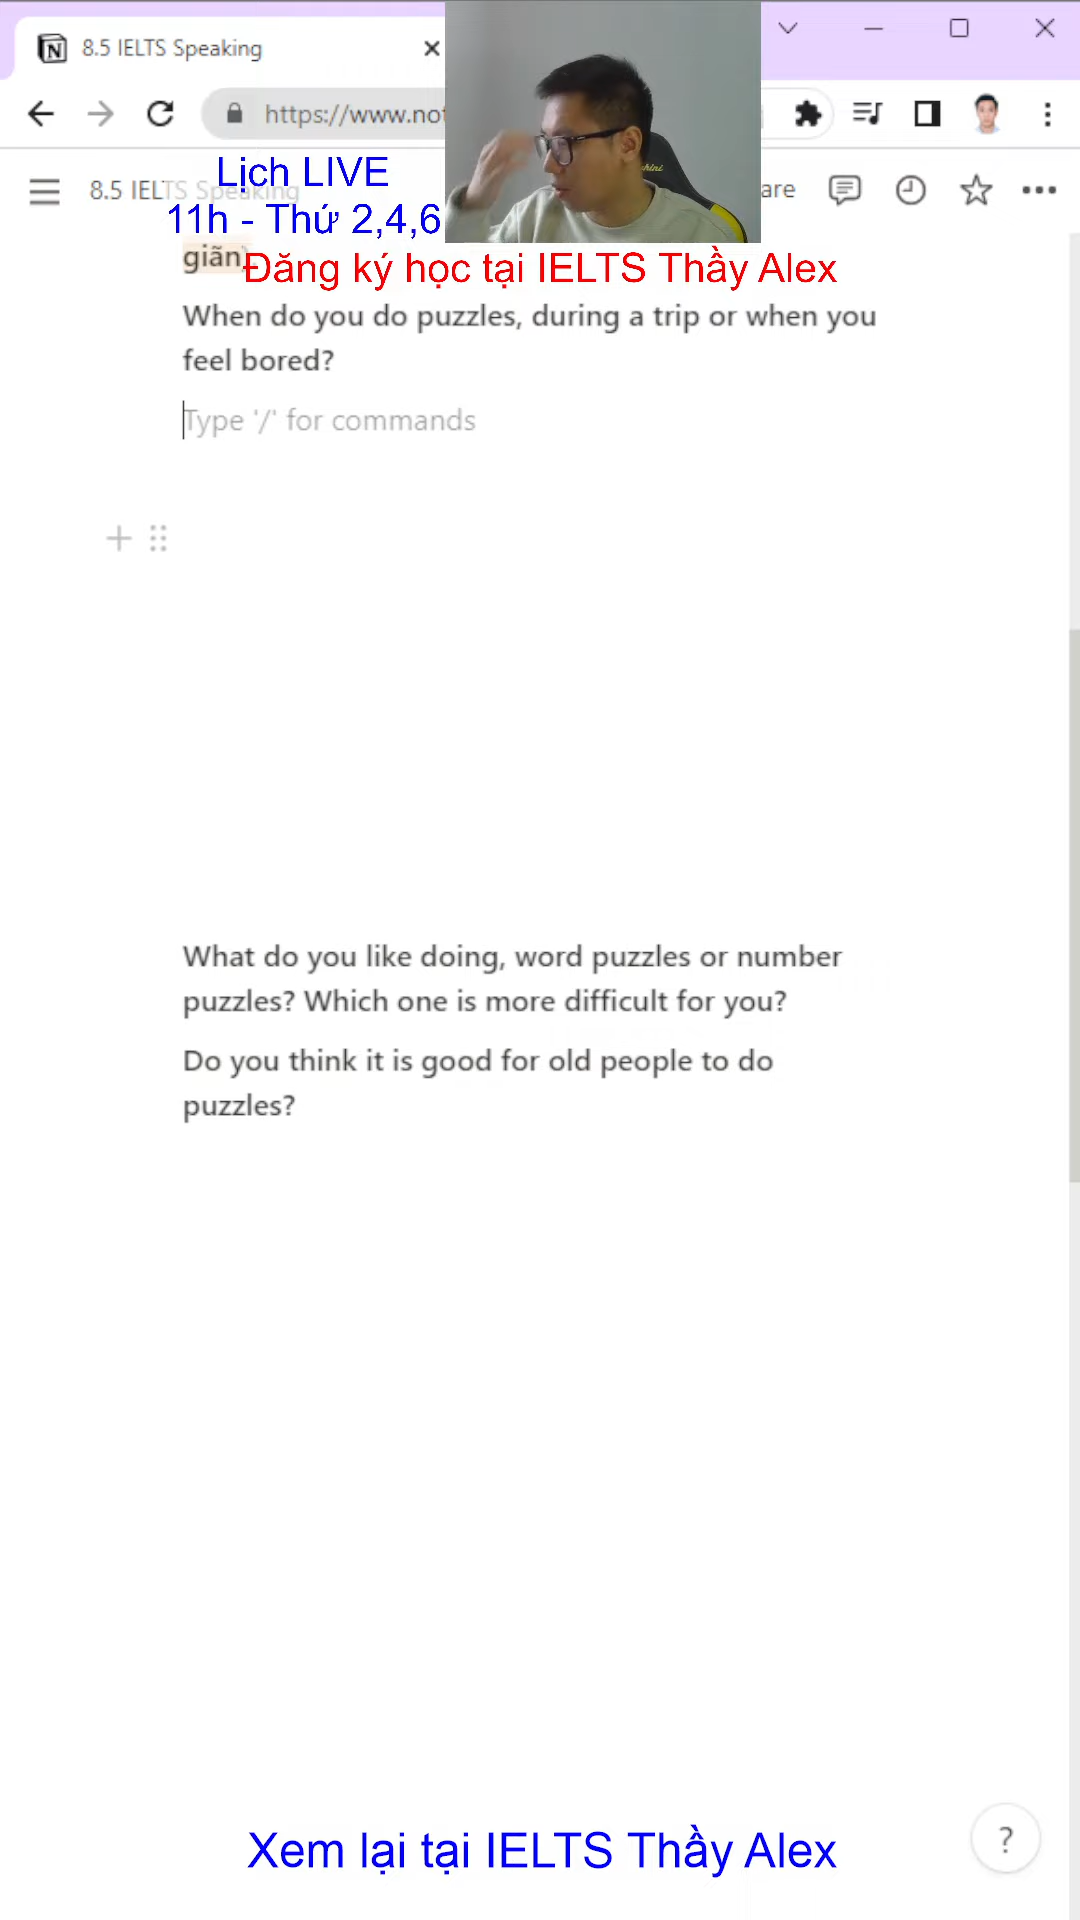 8.5 IELTS Speaking
https://www.not
Lịch LIVE
8.5 IELTS Speaking
are
11h - Thứ 2,4,6
giãn)
Đăng ký học tại IELTS Thầy Alex
When do you do puzzles, during a trip or when you
feel bored?
Type '/' for commands
What do you like doing, word puzzles or number
puzzles? Which one is more difficult for you?
Do you think it is good for old people to do
puzzles?
Xem lại tại IELTS Thầy Alex
?